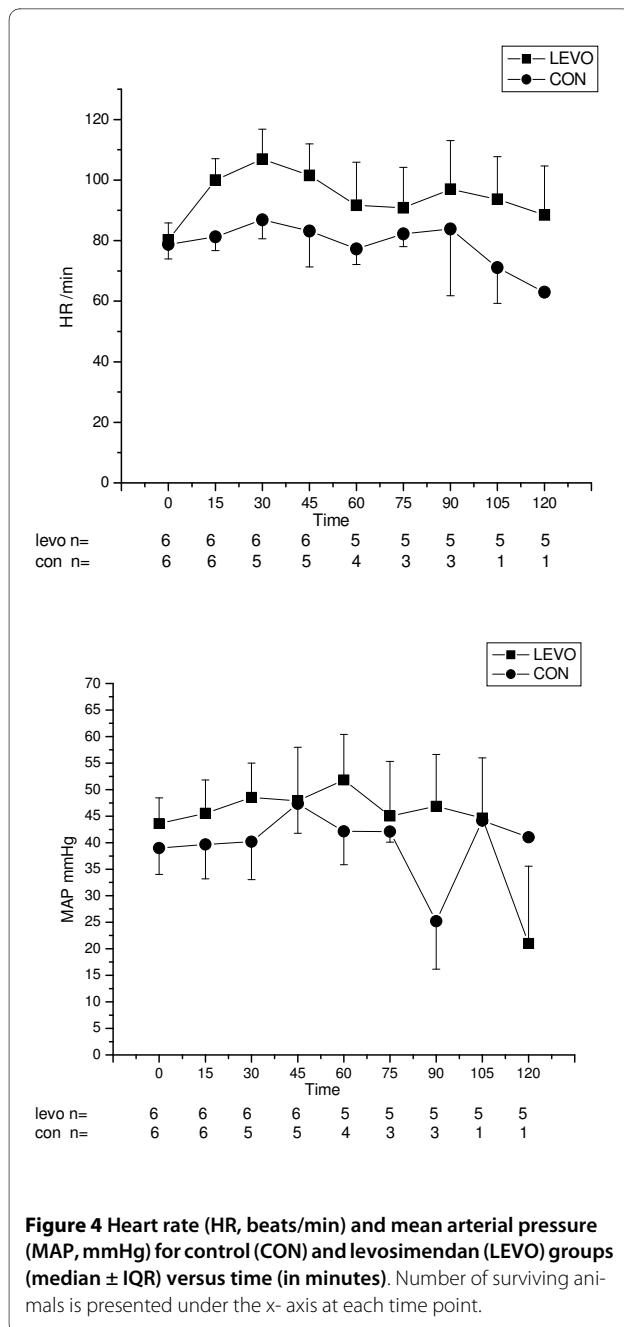 LEVO
CON
120
100
80
60
40
20
0
HR /min
0 15 30 45 60 75 90 105 120
Time
levo n= 6 6 6 6 5 5 5 5 5
con n= 6 6 5 5 4 3 3 1 1
LEVO
CON
70
65
60
55
50
45
40
35
30
25
20
15
10
5
0
MAP mmHg
0 15 30 45 60 75 90 105 120
Time
levo n= 6 6 6 6 5 5 5 5 5
con n= 6 6 5 5 4 3 3 1 1
Figure 4 Heart rate (HR, beats/min) and mean arterial pressure
(MAP, mmHg) for control (CON) and levosimendan (LEVO) groups
(median ± IQR) versus time (in minutes). Number of surviving ani-
mals is presented under the x- axis at each time point.